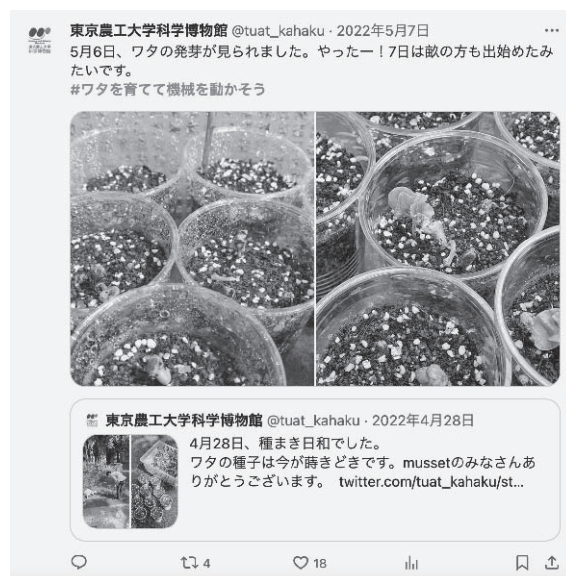 東京農工大学科学博物館 @tuat_kahaku · 2022年5月7日
5月6日、ワタの発芽が見られました。やったー！7日は畝の方も出始めたみ
たいです。
#ワタを育てて機械を動かそう
東京農工大学科学博物館 @tuat_kahaku · 2022年4月28日
4月28日、種まき日和でした。
ワタの種子は今が蒔きどきです。mussetのみなさんあ
りがとうございます。 twitter.com/tuat_kahaku/st...
4
18